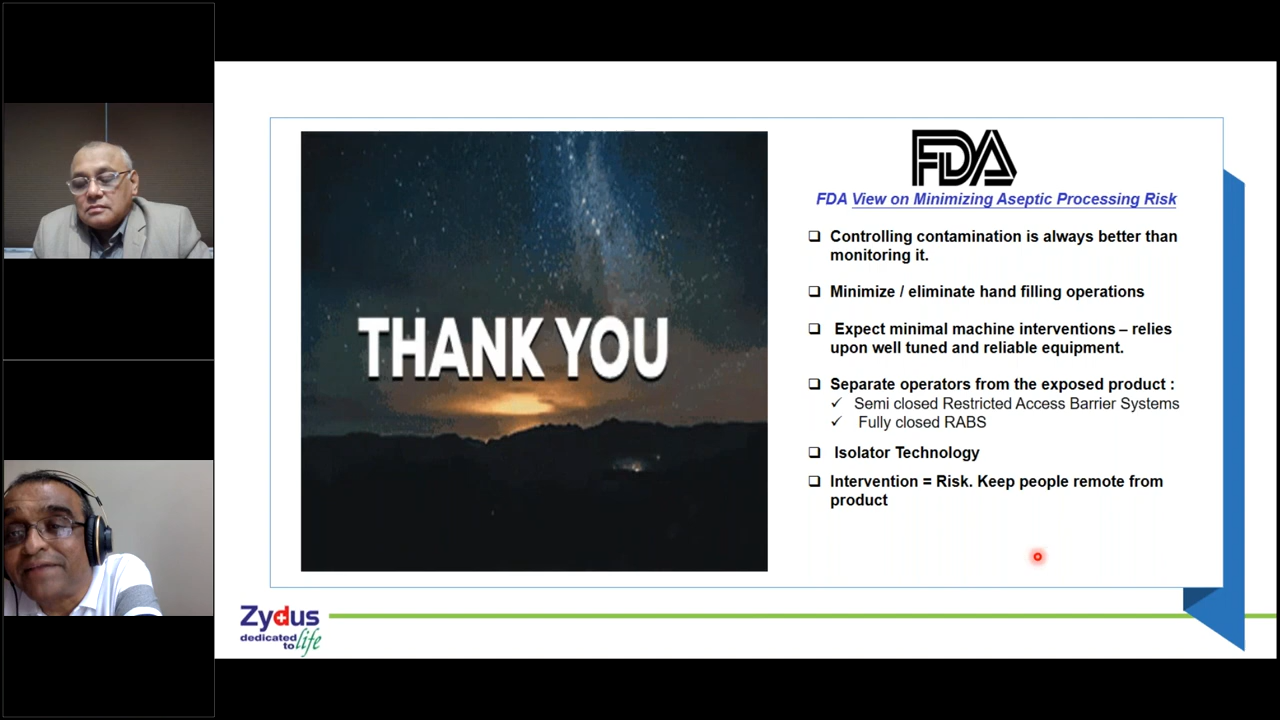 THANK YOU
FDA
FDA View on Minimizing Aseptic Processing Risk
❑ Controlling contamination is always better than
monitoring it.
❑ Minimize / eliminate hand filling operations
❑ Expect minimal machine interventions – relies
upon well tuned and reliable equipment.
❑ Separate operators from the exposed product :
✓ Semi closed Restricted Access Barrier Systems
✓ Fully closed RABS
❑ Isolator Technology
❑ Intervention = Risk. Keep people remote from
product
Zydus
dedicated
to life